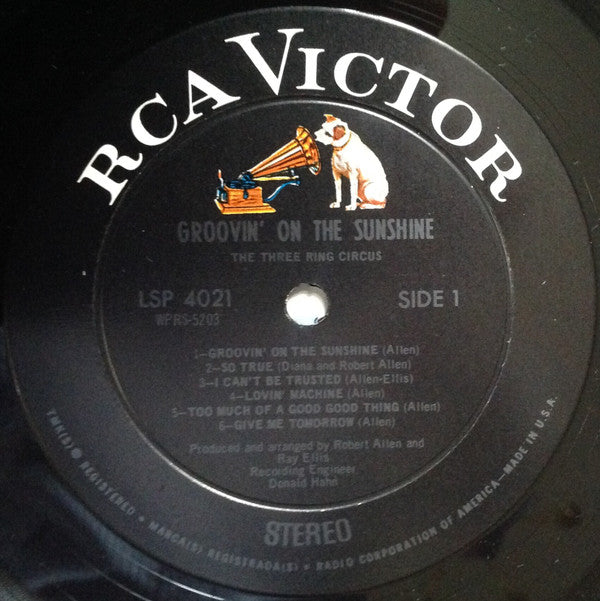 RCA VICTOR
GROOVIN' ON THE SUNSHINE
THE THREE RING CIRCUS
LSP 4021
SIDE 1
WPRS-5203
1—GROOVIN' ON THE SUNSHINE (Allen)
2—SO TRUE (Diana and Robert Allen)
3—I CAN'T BE TRUSTED (Allen-Ellis)
4—LOVIN' MACHINE (Allen)
5—TOO MUCH OF A GOOD GOOD THING (Allen)
6—GIVE ME TOMORROW (Allen)
Produced and arranged by Robert Allen and
Ray Ellis
Recording Engineer
Donald Hahn
STEREO
TMK(S) ® REGISTERED • MARCA(S) REGISTRADA(S) • RADIO CORPORATION OF AMERICA—MADE IN U.S.A.